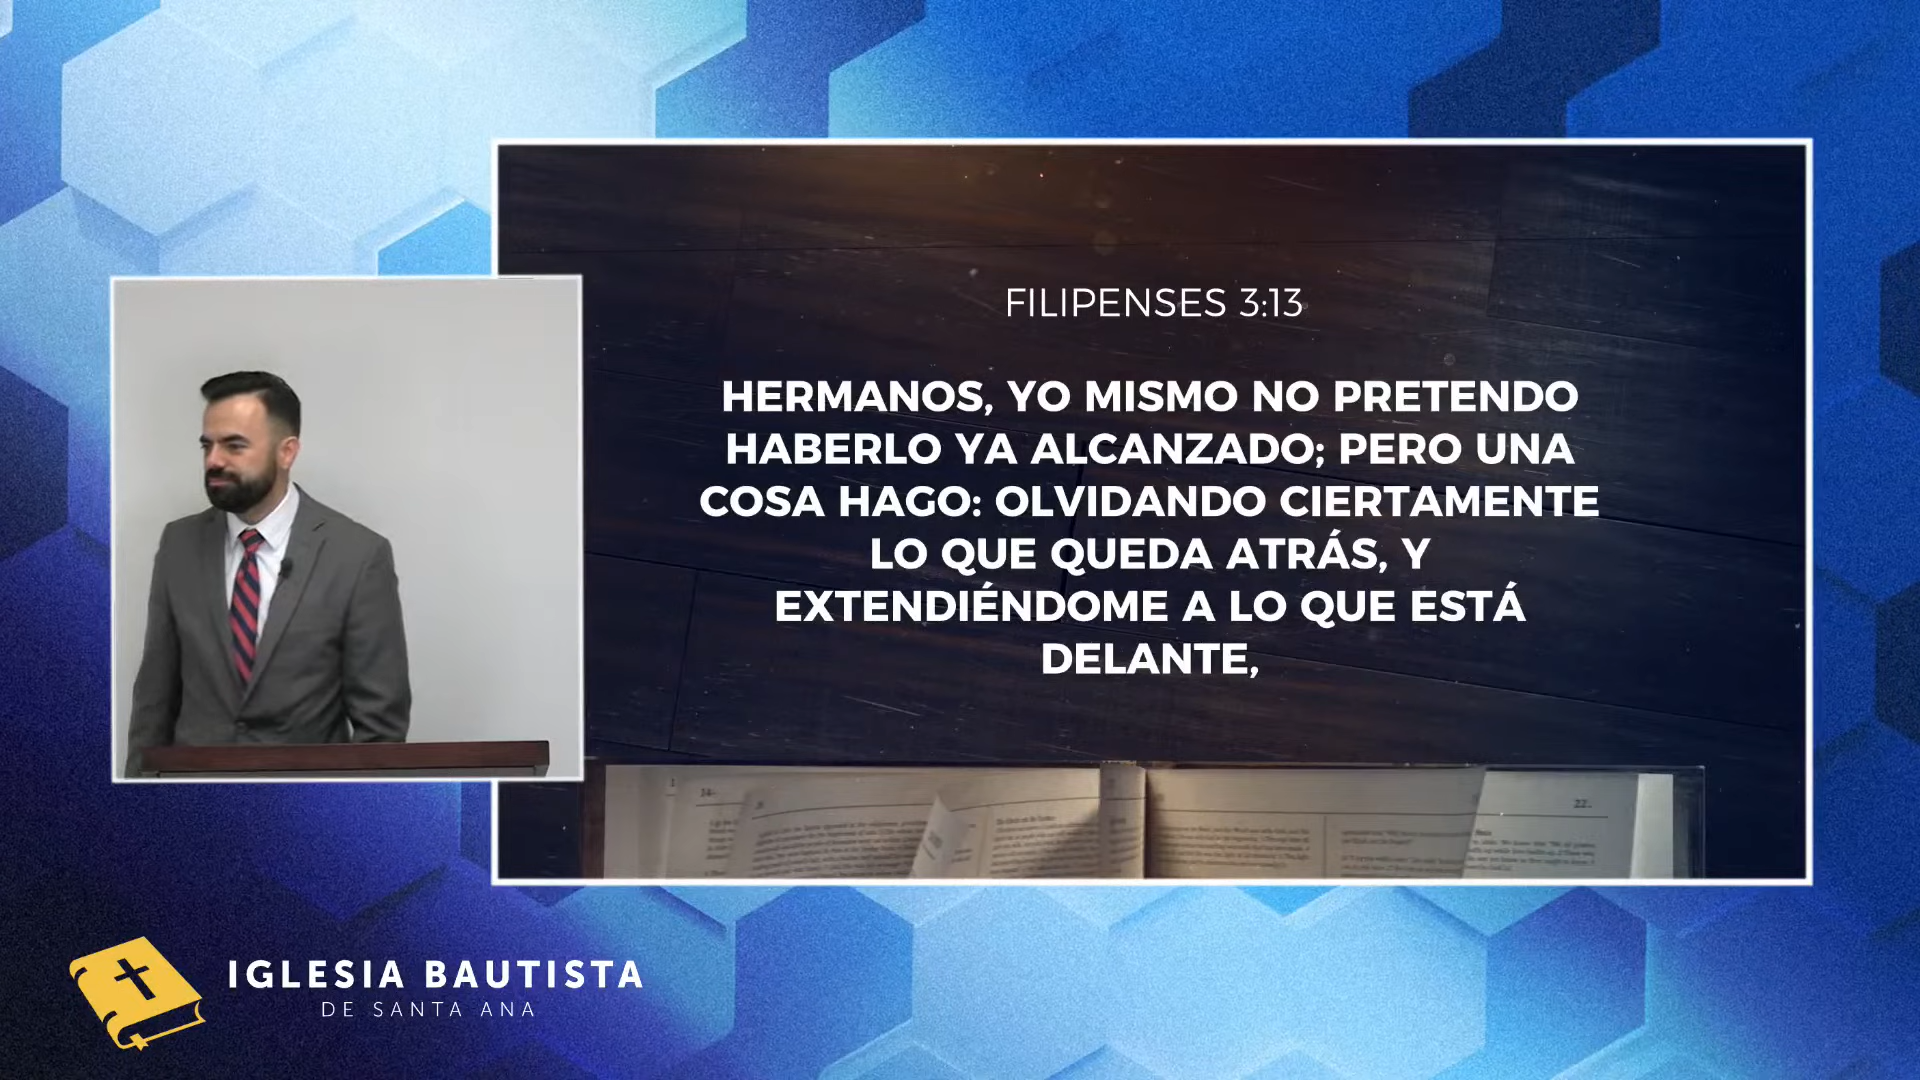 FILIPENSES 3:13
HERMANOS, YO MISMO NO PRETENDO
HABERLO YA ALCANZADO; PERO UNA
COSA HAGO: OLVIDANDO CIERTAMENTE
LO QUE QUEDA ATRÁS, Y
EXTENDIÉNDOME A LO QUE ESTÁ
DELANTE,
IGLESIA BAUTISTA
DE SANTA ANA